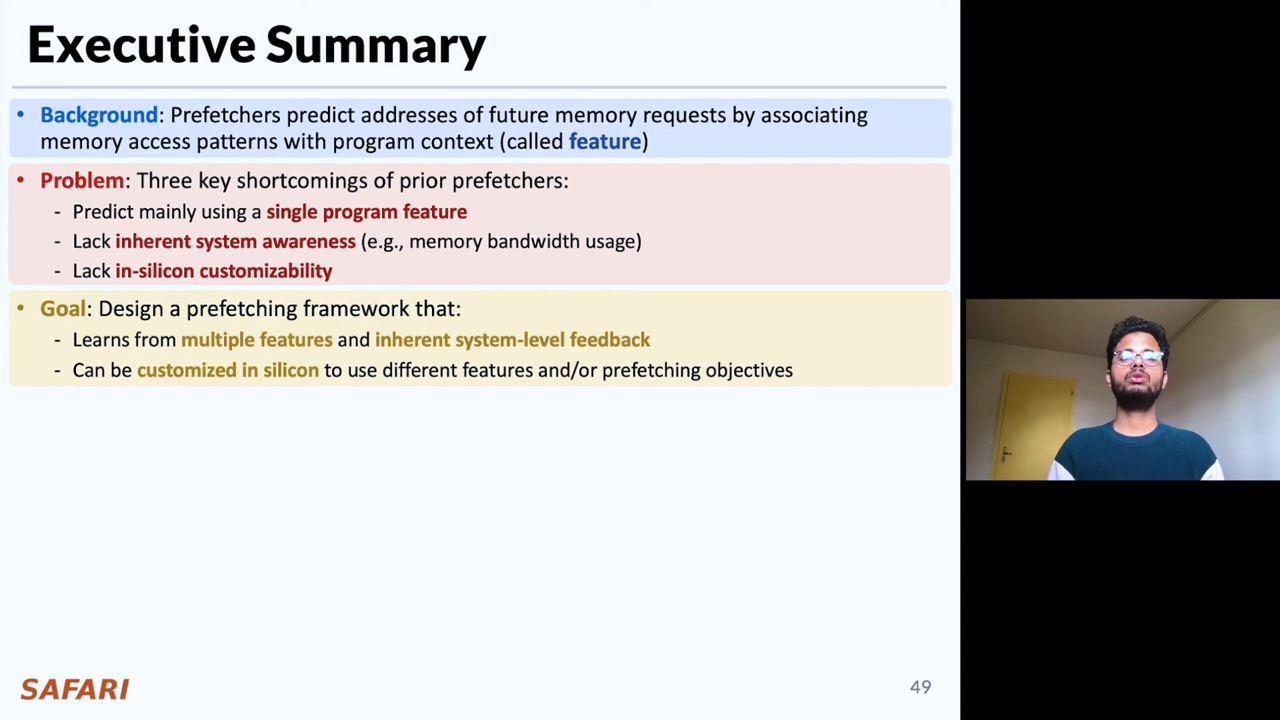 Executive Summary
• Background: Prefetchers predict addresses of future memory requests by associating
memory access patterns with program context (called feature)
• Problem: Three key shortcomings of prior prefetchers:
- Predict mainly using a single program feature
- Lack inherent system awareness (e.g., memory bandwidth usage)
- Lack in-silicon customizability
• Goal: Design a prefetching framework that:
- Learns from multiple features and inherent system-level feedback
- Can be customized in silicon to use different features and/or prefetching objectives
SAFARI
49